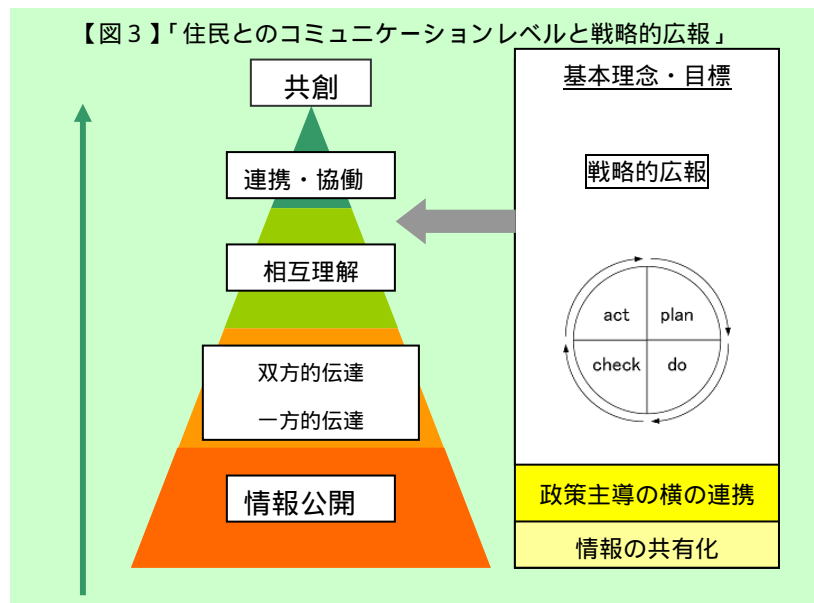 【図３】「住民とのコミュニケーションレベルと戦略的広報」
共創
連携・協働
相互理解
双方的伝達
一方的伝達
情報公開
基本理念・目標
戦略的広報
act
plan
check
do
政策主導の横の連携
情報の共有化